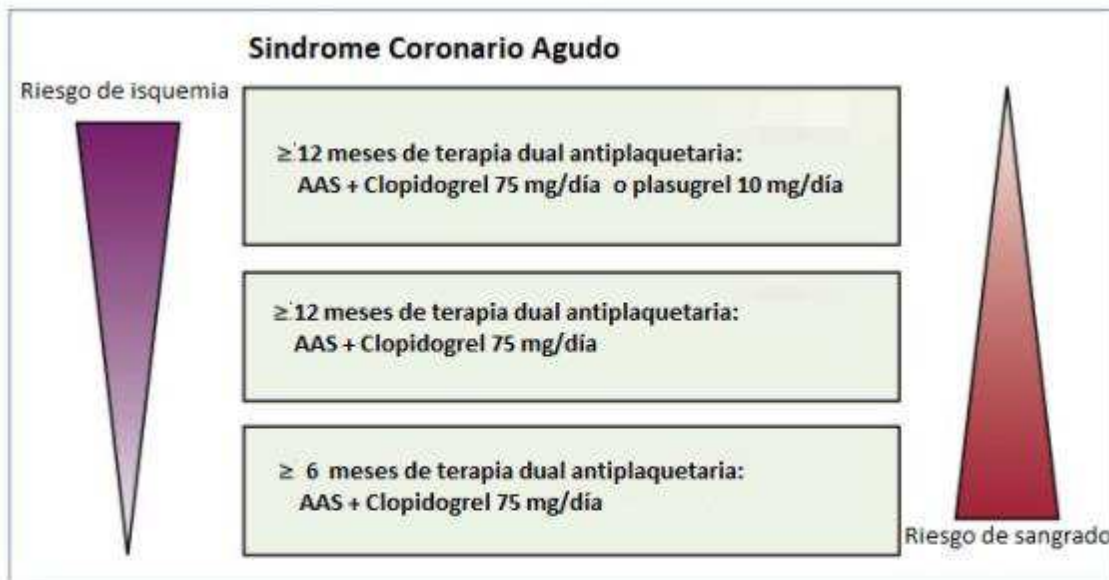 Sindrome Coronario Agudo
Riesgo de isquemia
≥ 12 meses de terapia dual antiplaquetaria:
AAS + Clopidogrel 75 mg/día o plasugrel 10 mg/día
≥ 12 meses de terapia dual antiplaquetaria:
AAS + Clopidogrel 75 mg/día
≥ 6 meses de terapia dual antiplaquetaria:
AAS + Clopidogrel 75 mg/día
Riesgo de sangrado